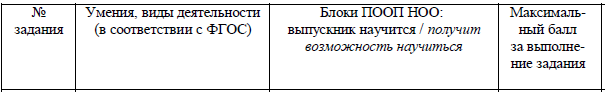 №
задания
Умения, виды деятельности
(в соответствии с ФГОС)
Блоки ПООП НОО:
выпускник научится / получит
возможность научиться
Максималь-
ный балл
за выполне-
ние задания